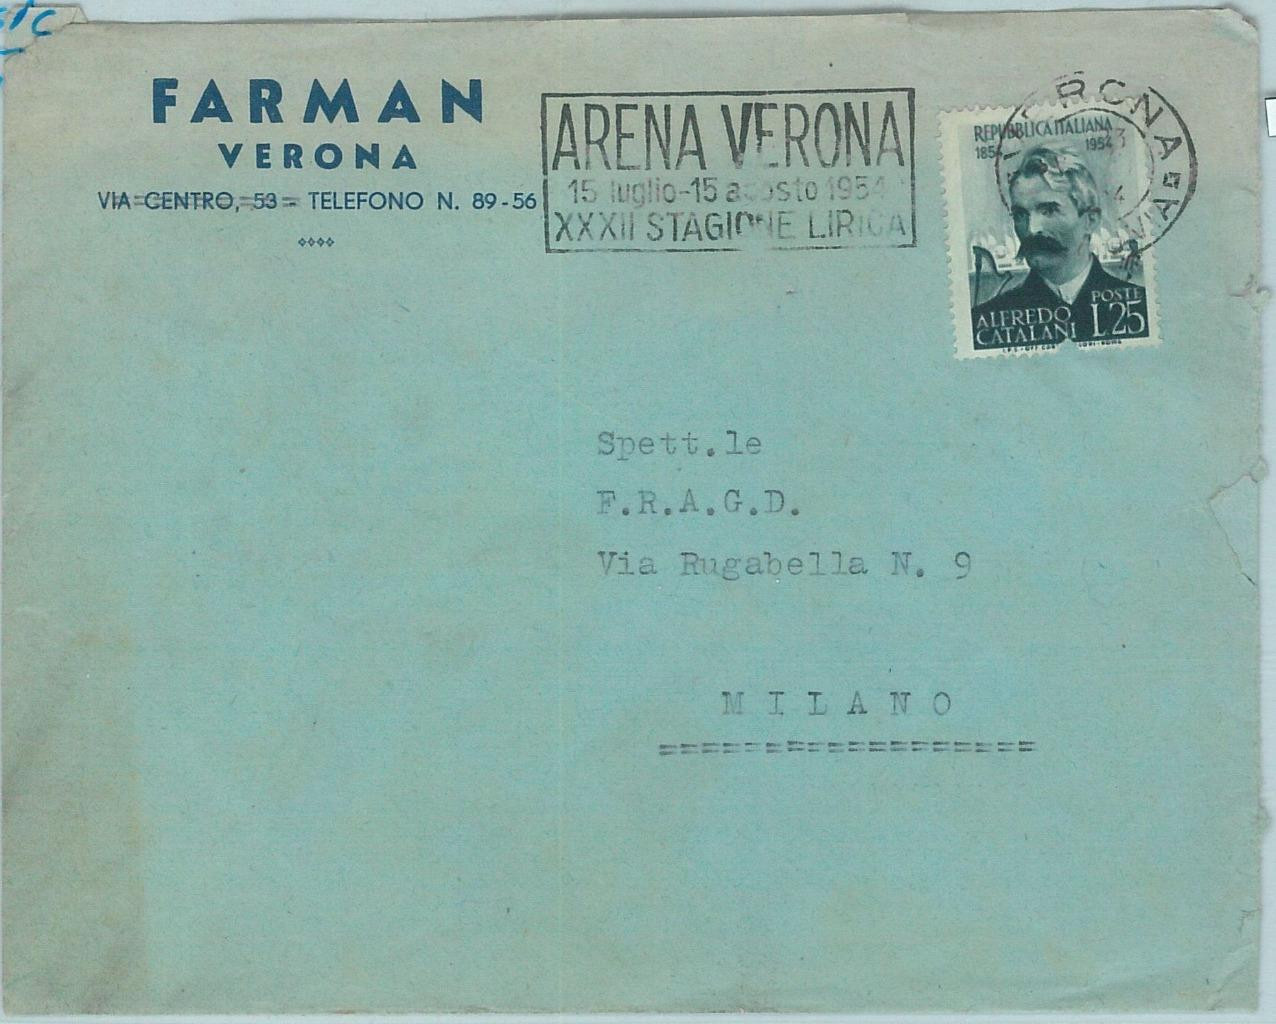 FARMAN
VERONA
VIA CENTRO, 53 - TELEFONO N. 89-56
ARENA VERONA
15 luglio-15 agosto 1954
XXXII STAGIONE LIRICA
REPUBBLICA ITALIANA
1854 1954
ALFREDO CATALANI
POSTE L.25
Spett.le
F.R.A.G.D.
Via Rugabella N. 9
M I L A N O
==================